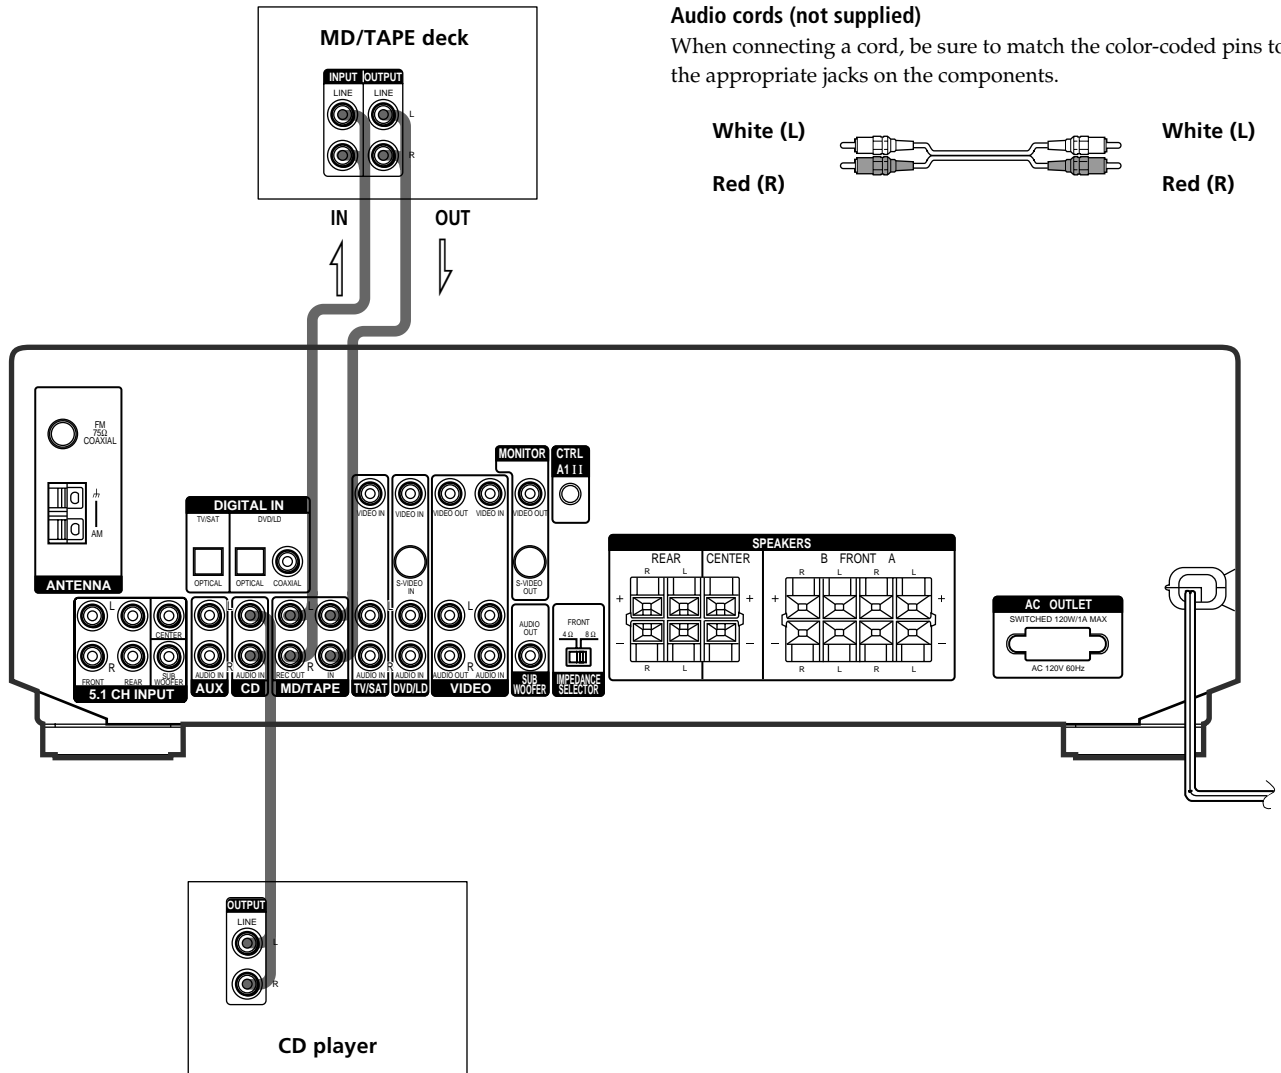 MD/TAPE deck
INPUT OUTPUT
LINE LINE
L
R
IN OUT
Audio cords (not supplied)
When connecting a cord, be sure to match the color-coded pins to
the appropriate jacks on the components.
White (L) White (L)
Red (R) Red (R)
FM
75Ω
COAXIAL
AM
ANTENNA
DIGITAL IN
TV/SAT DVD/LD
OPTICAL OPTICAL COAXIAL
MONITOR
CTRL
A1 II
VIDEO IN VIDEO IN VIDEO OUT VIDEO IN VIDEO OUT
S-VIDEO
IN
S-VIDEO
OUT
L L L L L
CENTER
R R R R R
FRONT REAR SUB
WOOFER
AUDIO IN AUDIO IN REC OUT IN AUDIO IN AUDIO IN AUDIO OUT AUDIO IN
5.1 CH INPUT AUX CD MD/TAPE TV/SAT DVD/LD VIDEO
AUDIO
OUT
SUB
WOOFER
FRONT
4 Ω 8 Ω
IMPEDANCE
SELECTOR
SPEAKERS
REAR CENTER B FRONT A
R L R L R L
+ + + +
– – – –
R L R L R L
AC OUTLET
SWITCHED 120W/1A MAX
AC 120V 60Hz
OUTPUT
LINE
L
R
CD player